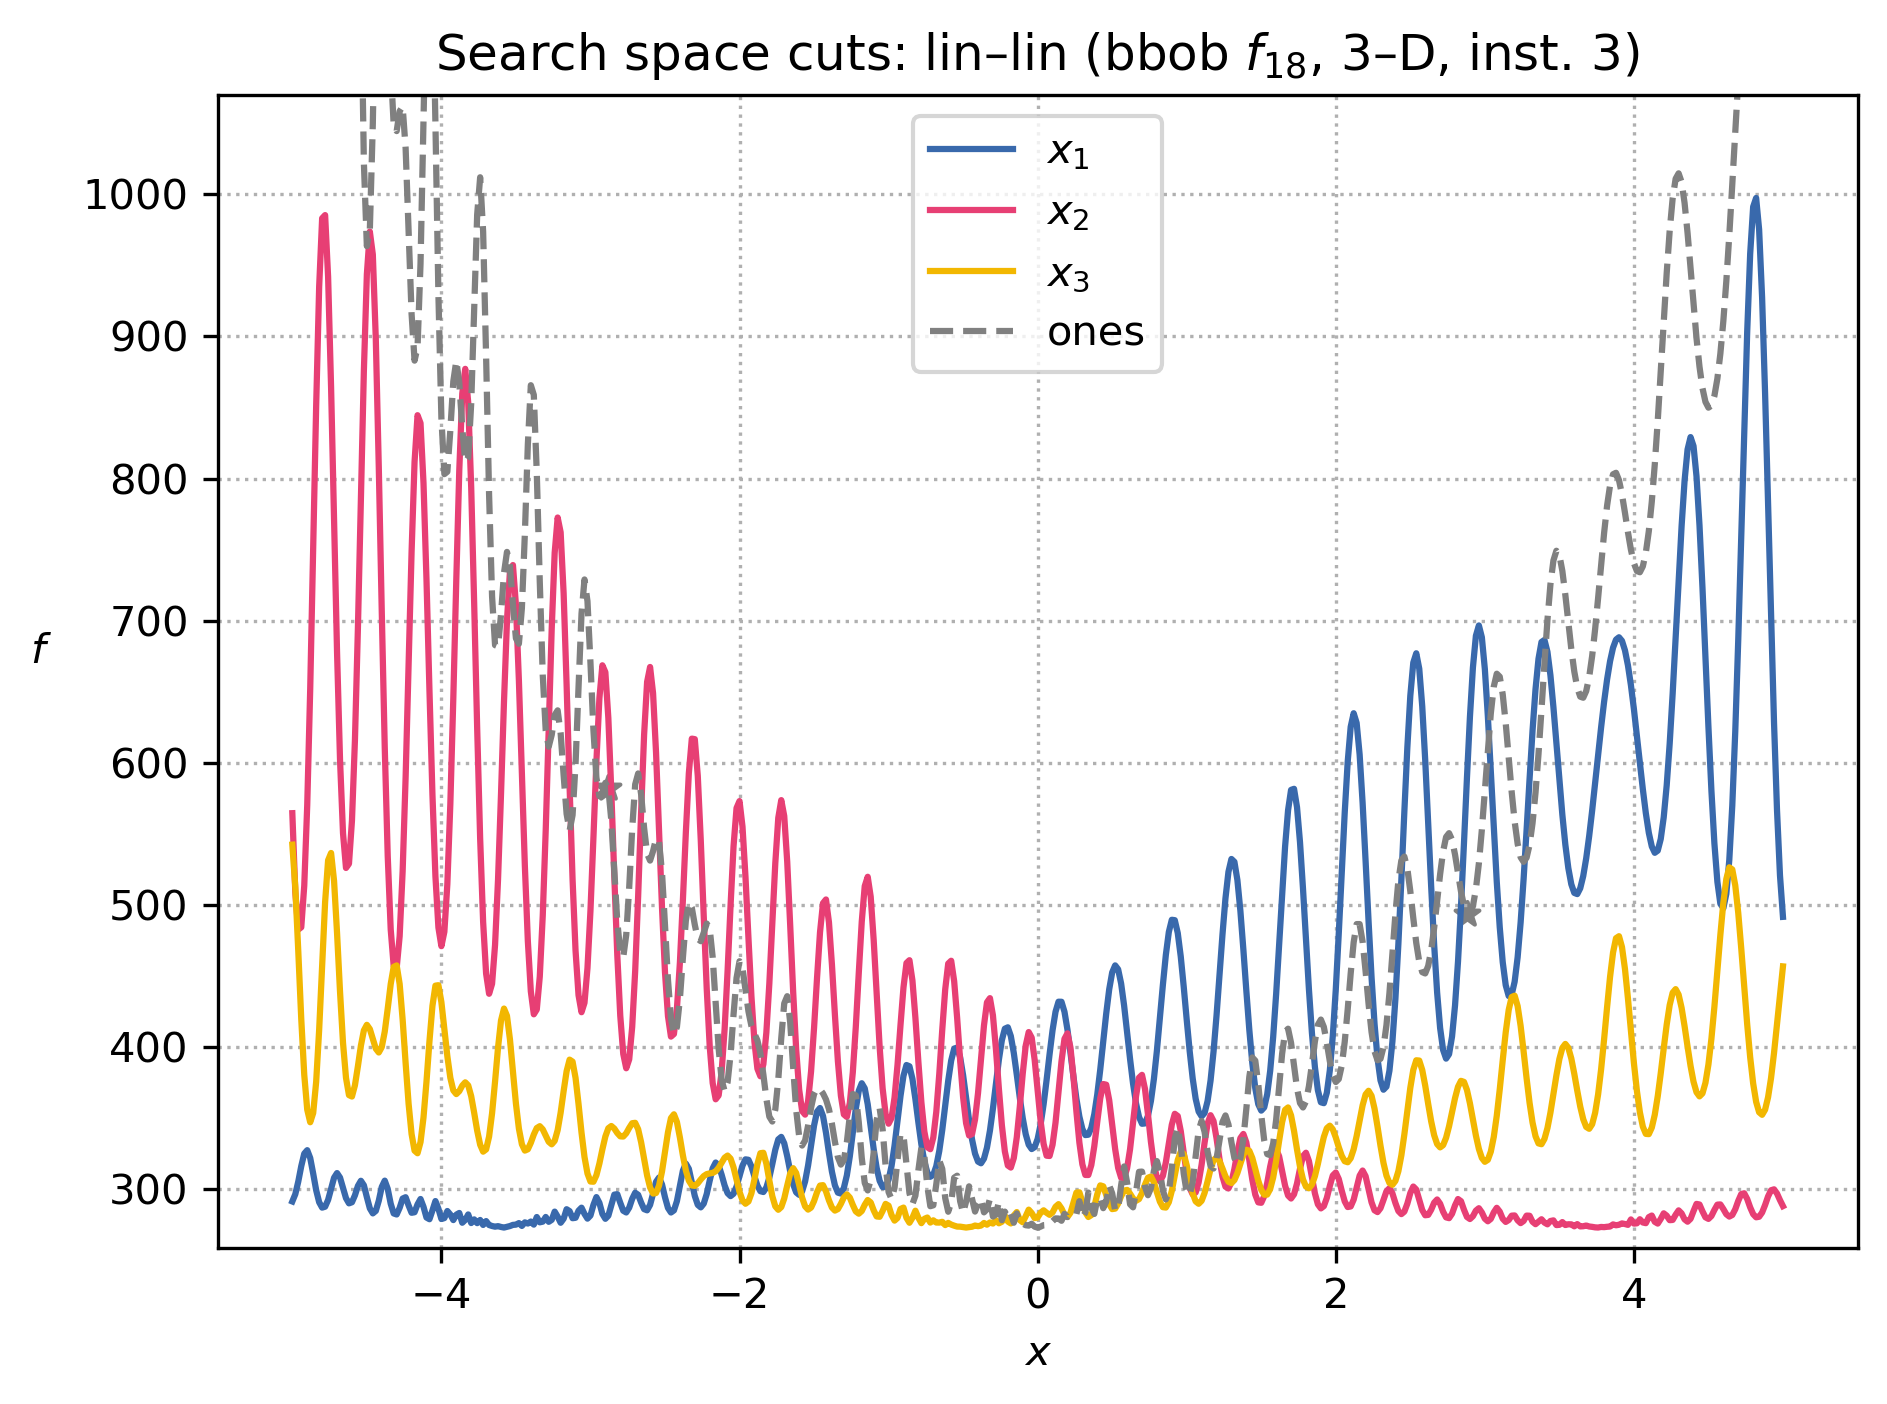 Search space cuts: lin–lin (bbob f₁₈, 3–D, inst. 3)
x₁
x₂
x₃
ones
1000
900
800
700
600
500
400
300
f
−4
−2
0
2
4
x